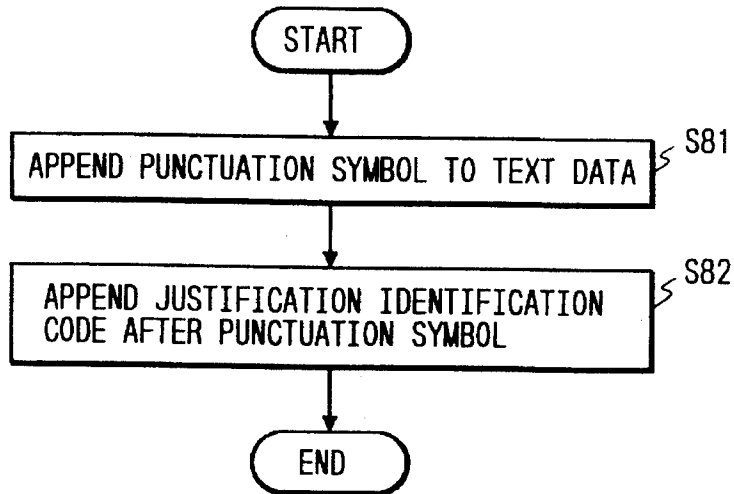 START
APPEND PUNCTUATION SYMBOL TO TEXT DATA
S81
APPEND JUSTIFICATION IDENTIFICATION
CODE AFTER PUNCTUATION SYMBOL
S82
END